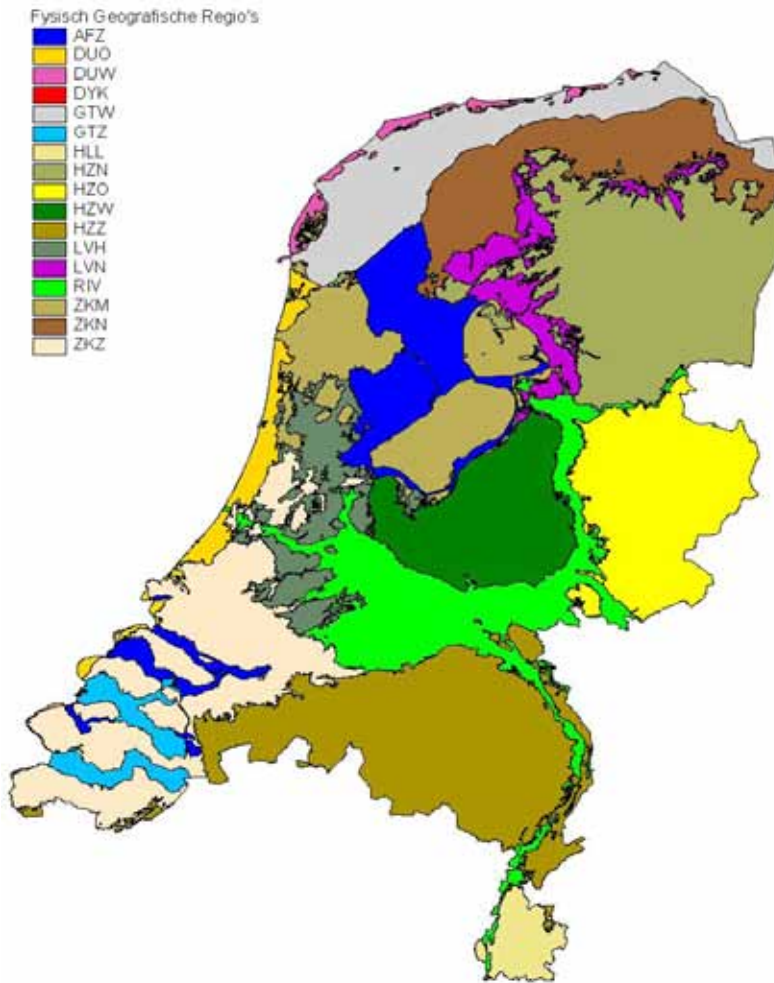 Fysisch Geografische Regio's
AFZ
DUO
DUW
DYK
GTW
GTZ
HLL
HZN
HZO
HZW
HZZ
LVH
LVN
RIV
ZKM
ZKN
ZKZ